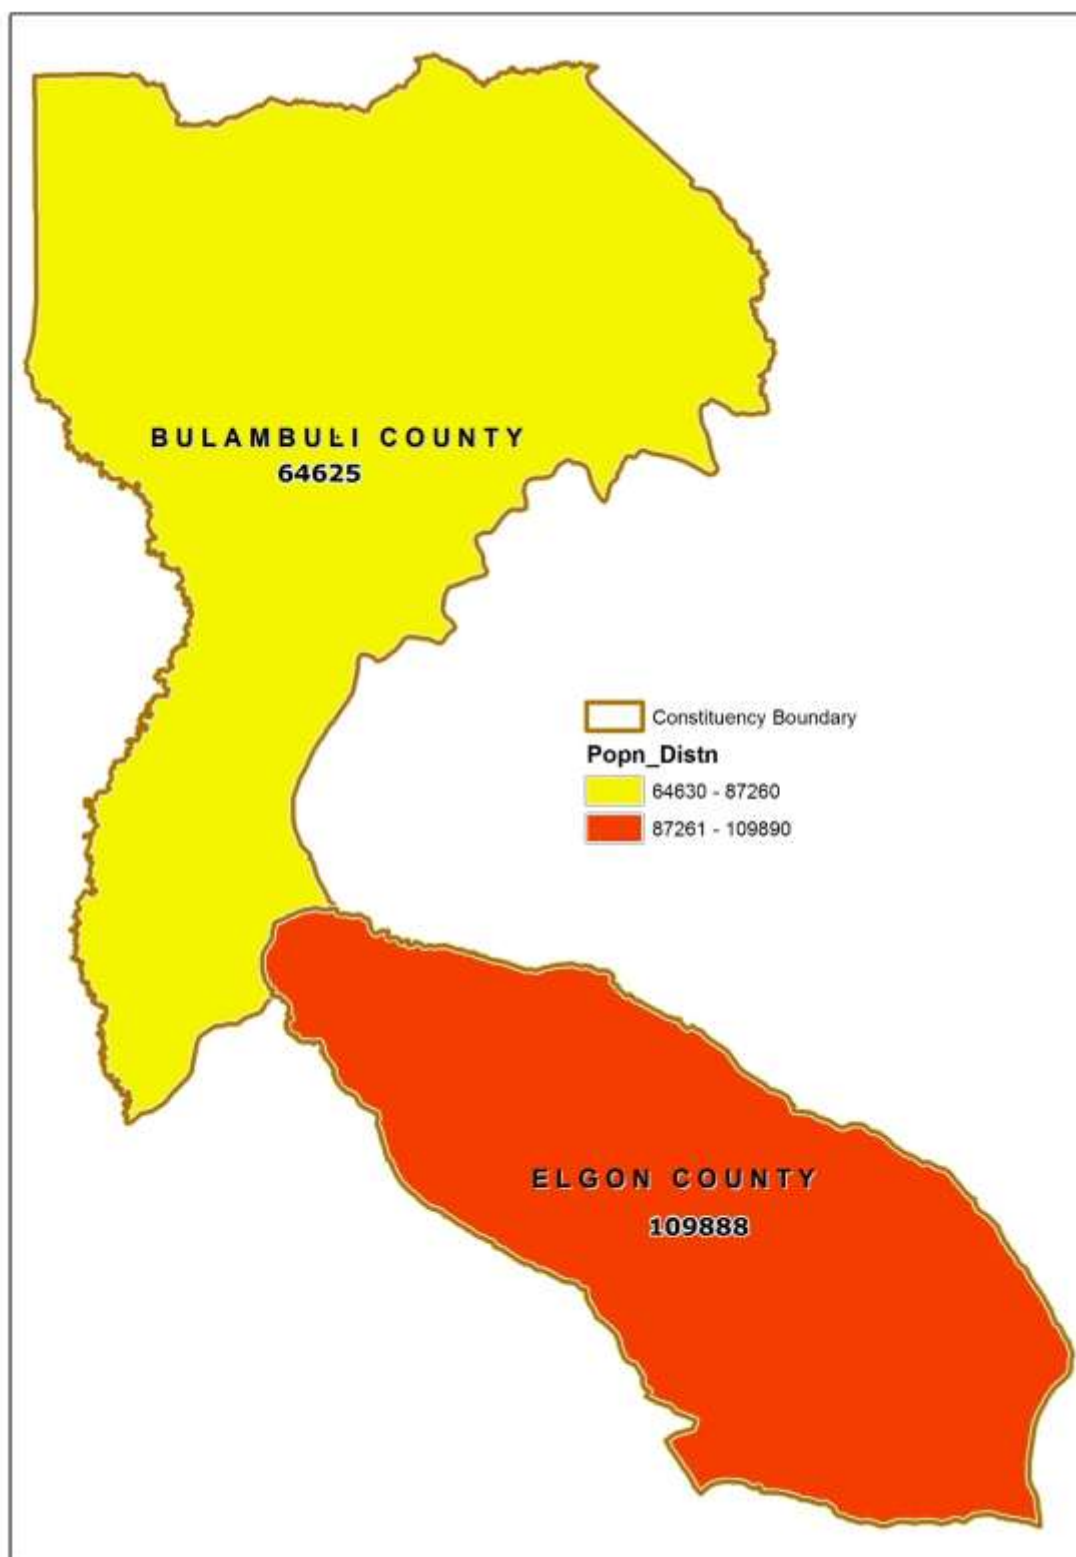 BULAMBULI COUNTY
64625
Constituency Boundary
Popn_Distn
64630 - 87260
87261 - 109890
ELGON COUNTY
109888